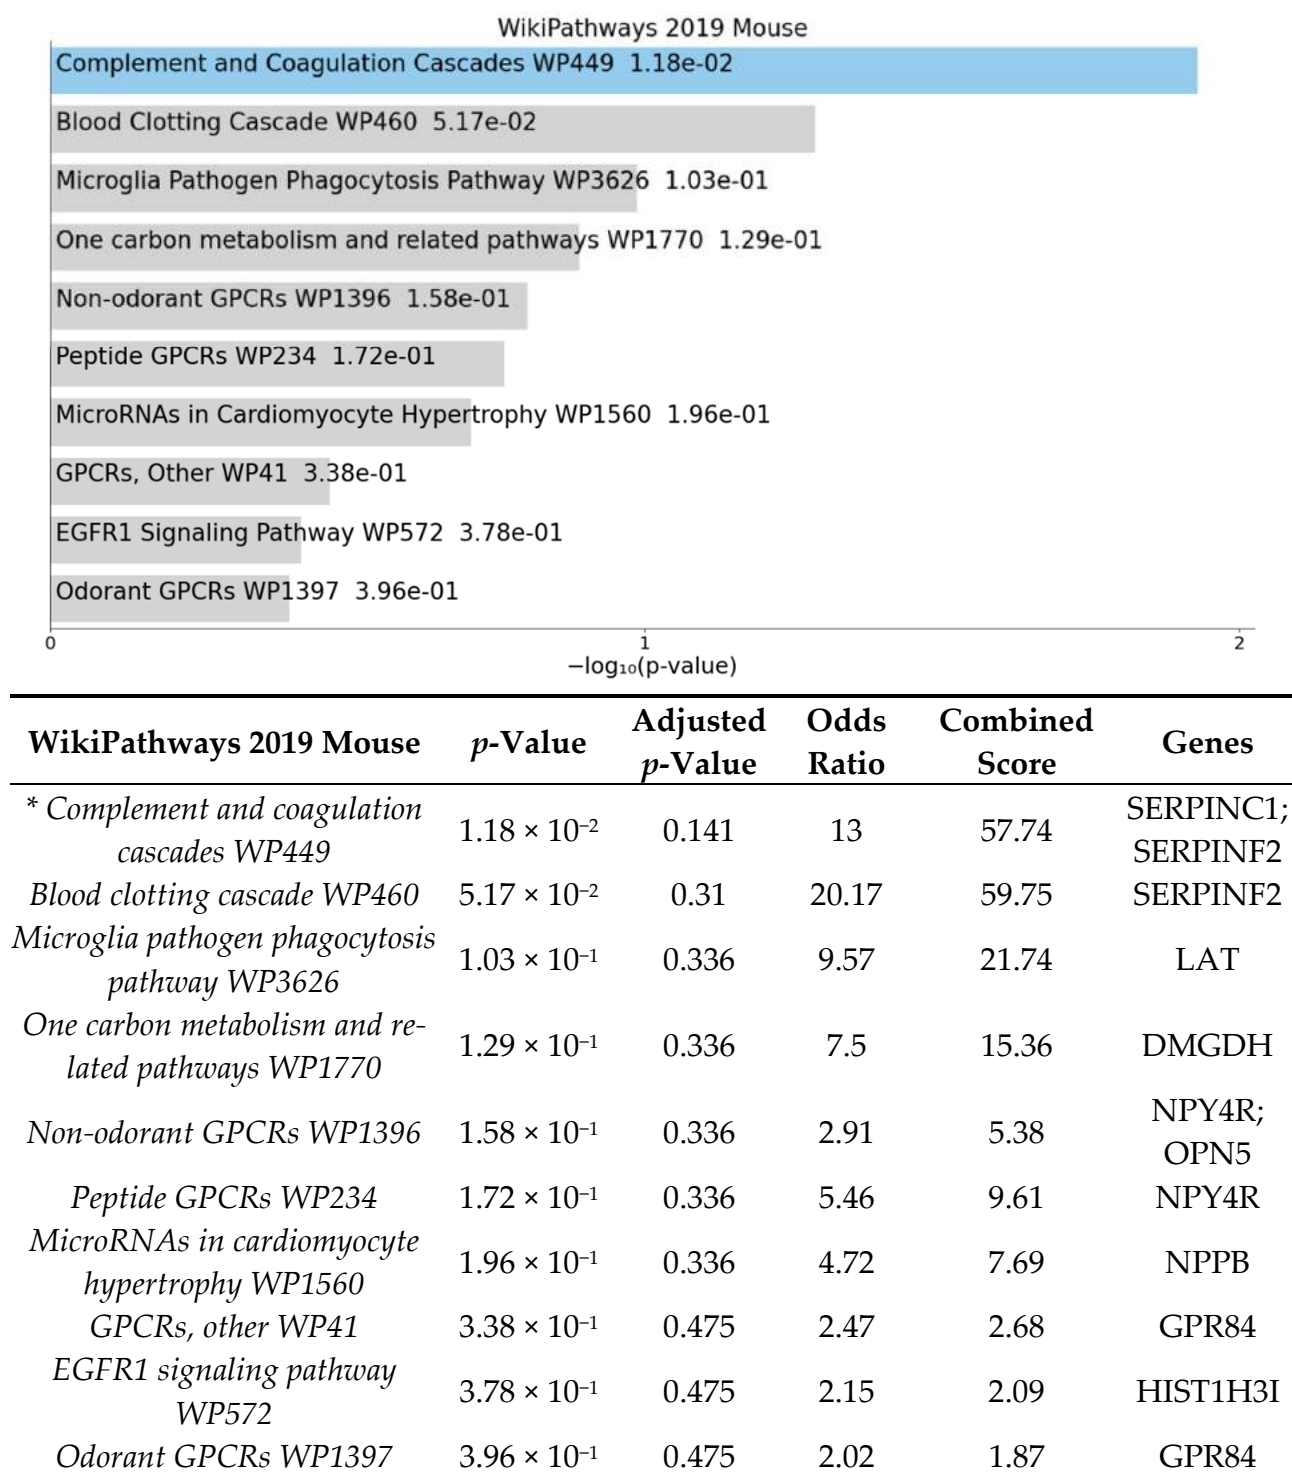 WikiPathways 2019 Mouse
Complement and Coagulation Cascades WP449 1.18e-02
Blood Clotting Cascade WP460 5.17e-02
Microglia Pathogen Phagocytosis Pathway WP3626 1.03e-01
One carbon metabolism and related pathways WP1770 1.29e-01
Non-odorant GPCRs WP1396 1.58e-01
Peptide GPCRs WP234 1.72e-01
MicroRNAs in Cardiomyocyte Hypertrophy WP1560 1.96e-01
GPCRs, Other WP41 3.38e-01
EGFR1 Signaling Pathway WP572 3.78e-01
Odorant GPCRs WP1397 3.96e-01
0 1 2
−log₁₀(p-value)
WikiPathways 2019 Mouse p-Value Adjusted p-Value Odds Ratio Combined Score Genes
* Complement and coagulation cascades WP449 1.18 × 10⁻² 0.141 13 57.74 SERPINC1; SERPINF2
Blood clotting cascade WP460 5.17 × 10⁻² 0.31 20.17 59.75 SERPINF2
Microglia pathogen phagocytosis pathway WP3626 1.03 × 10⁻¹ 0.336 9.57 21.74 LAT
One carbon metabolism and re-lated pathways WP1770 1.29 × 10⁻¹ 0.336 7.5 15.36 DMGDH
Non-odorant GPCRs WP1396 1.58 × 10⁻¹ 0.336 2.91 5.38 NPY4R; OPN5
Peptide GPCRs WP234 1.72 × 10⁻¹ 0.336 5.46 9.61 NPY4R
MicroRNAs in cardiomyocyte hypertrophy WP1560 1.96 × 10⁻¹ 0.336 4.72 7.69 NPPB
GPCRs, other WP41 3.38 × 10⁻¹ 0.475 2.47 2.68 GPR84
EGFR1 signaling pathway WP572 3.78 × 10⁻¹ 0.475 2.15 2.09 HIST1H3I
Odorant GPCRs WP1397 3.96 × 10⁻¹ 0.475 2.02 1.87 GPR84